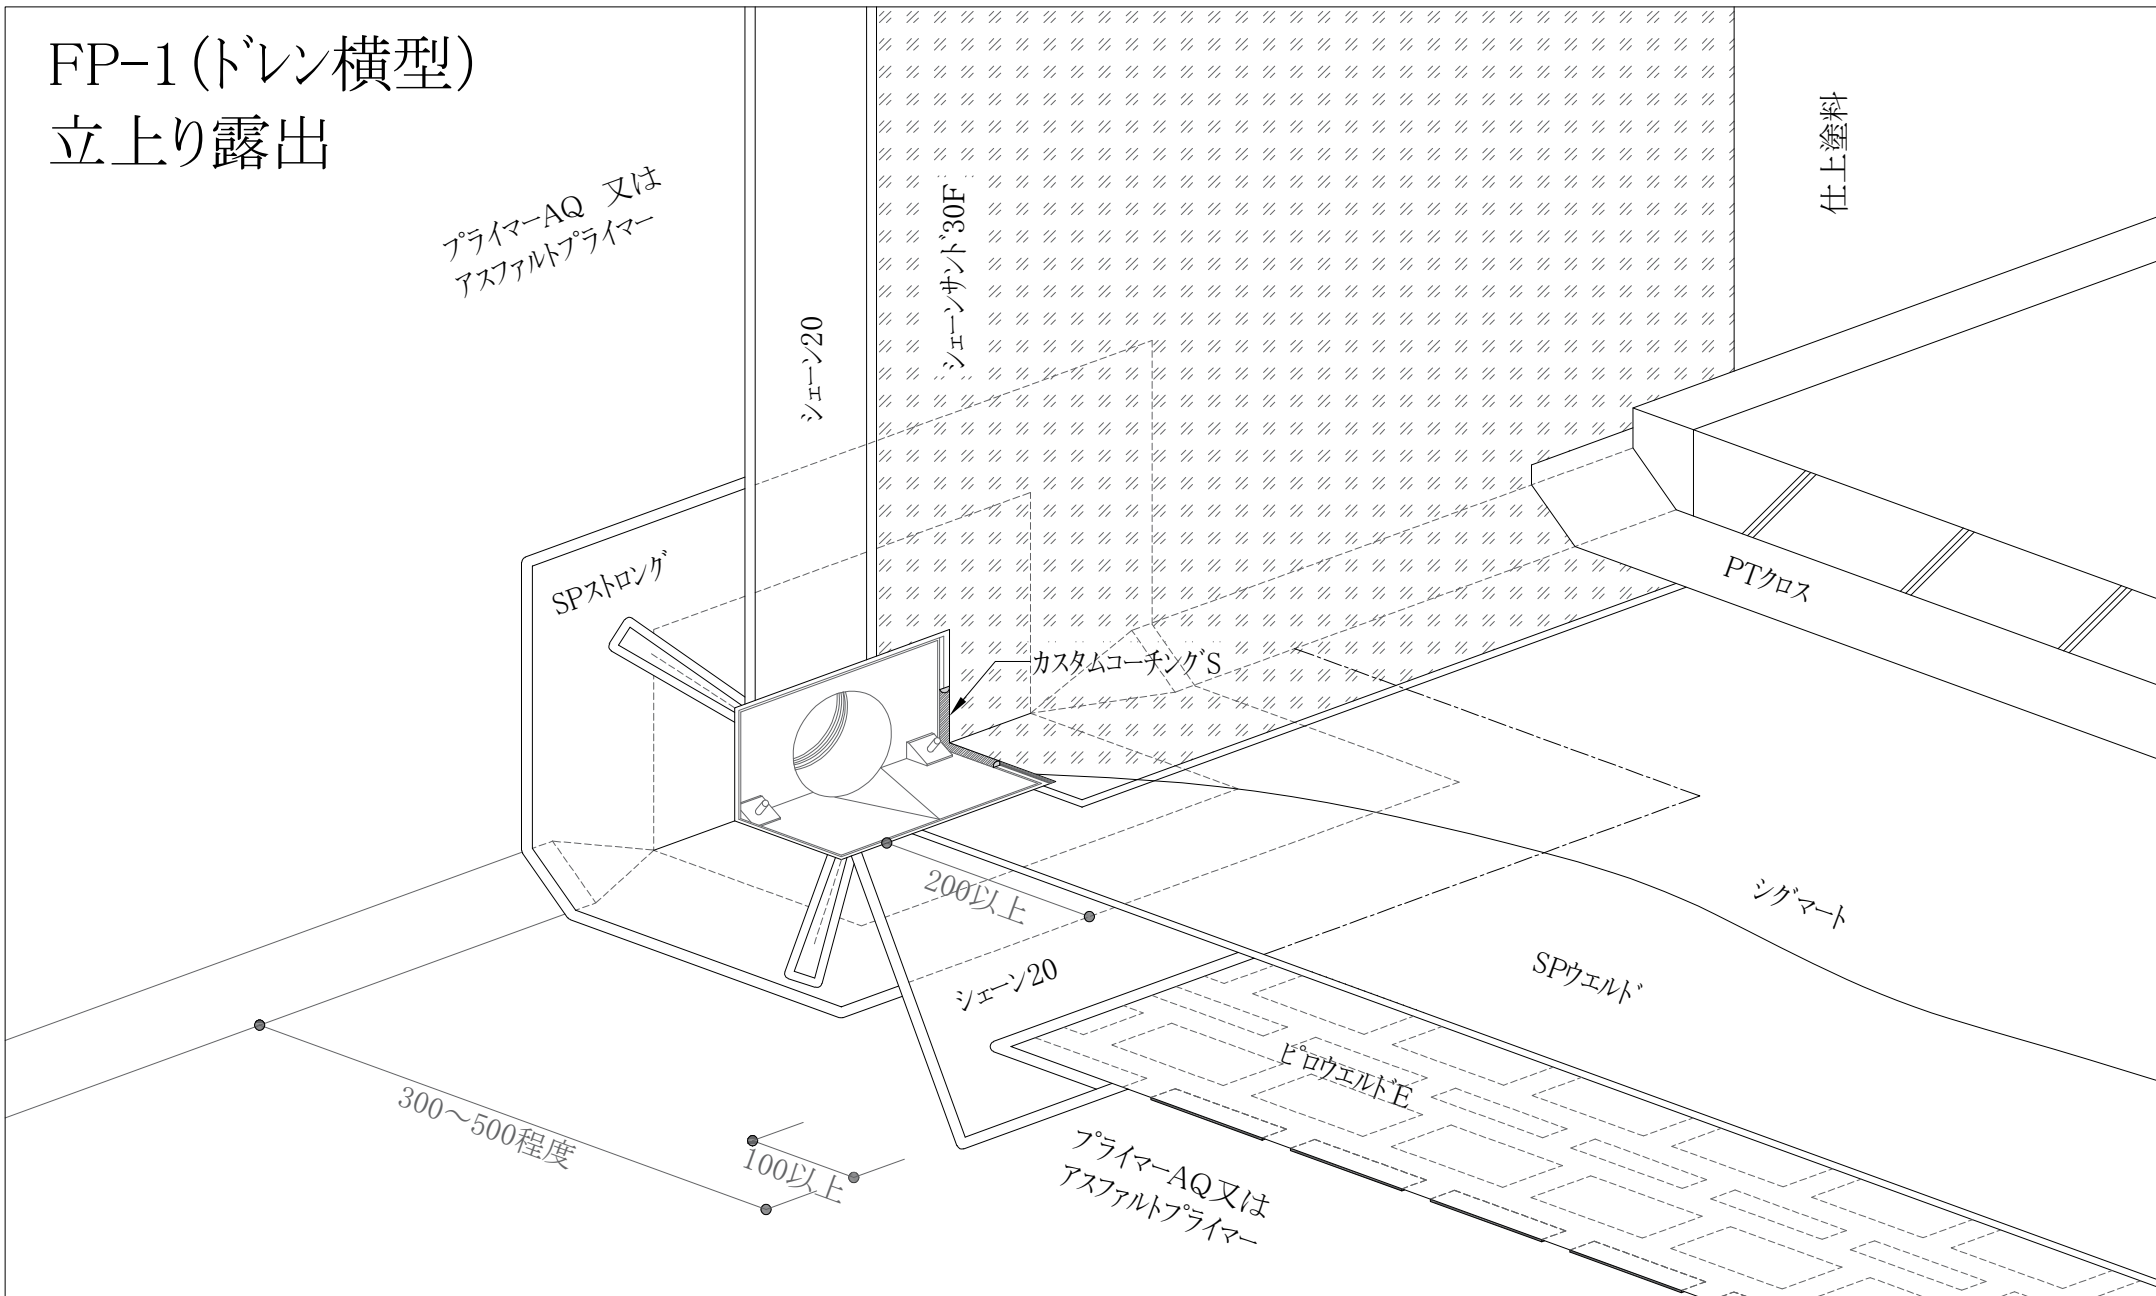 FP-1(ドレン横型)
立上り露出
プライマーAQ 又は
アスファルトプライマー
シェーン20
シェーンサンド30F
仕上塗料
SPストロング
カスタムコーチングS
PTクロス
200以上
シェーン20
シグマート
SPウエルド
ピロウエルドE
300~500程度
100以上
プライマーAQ又は
アスファルトプライマー